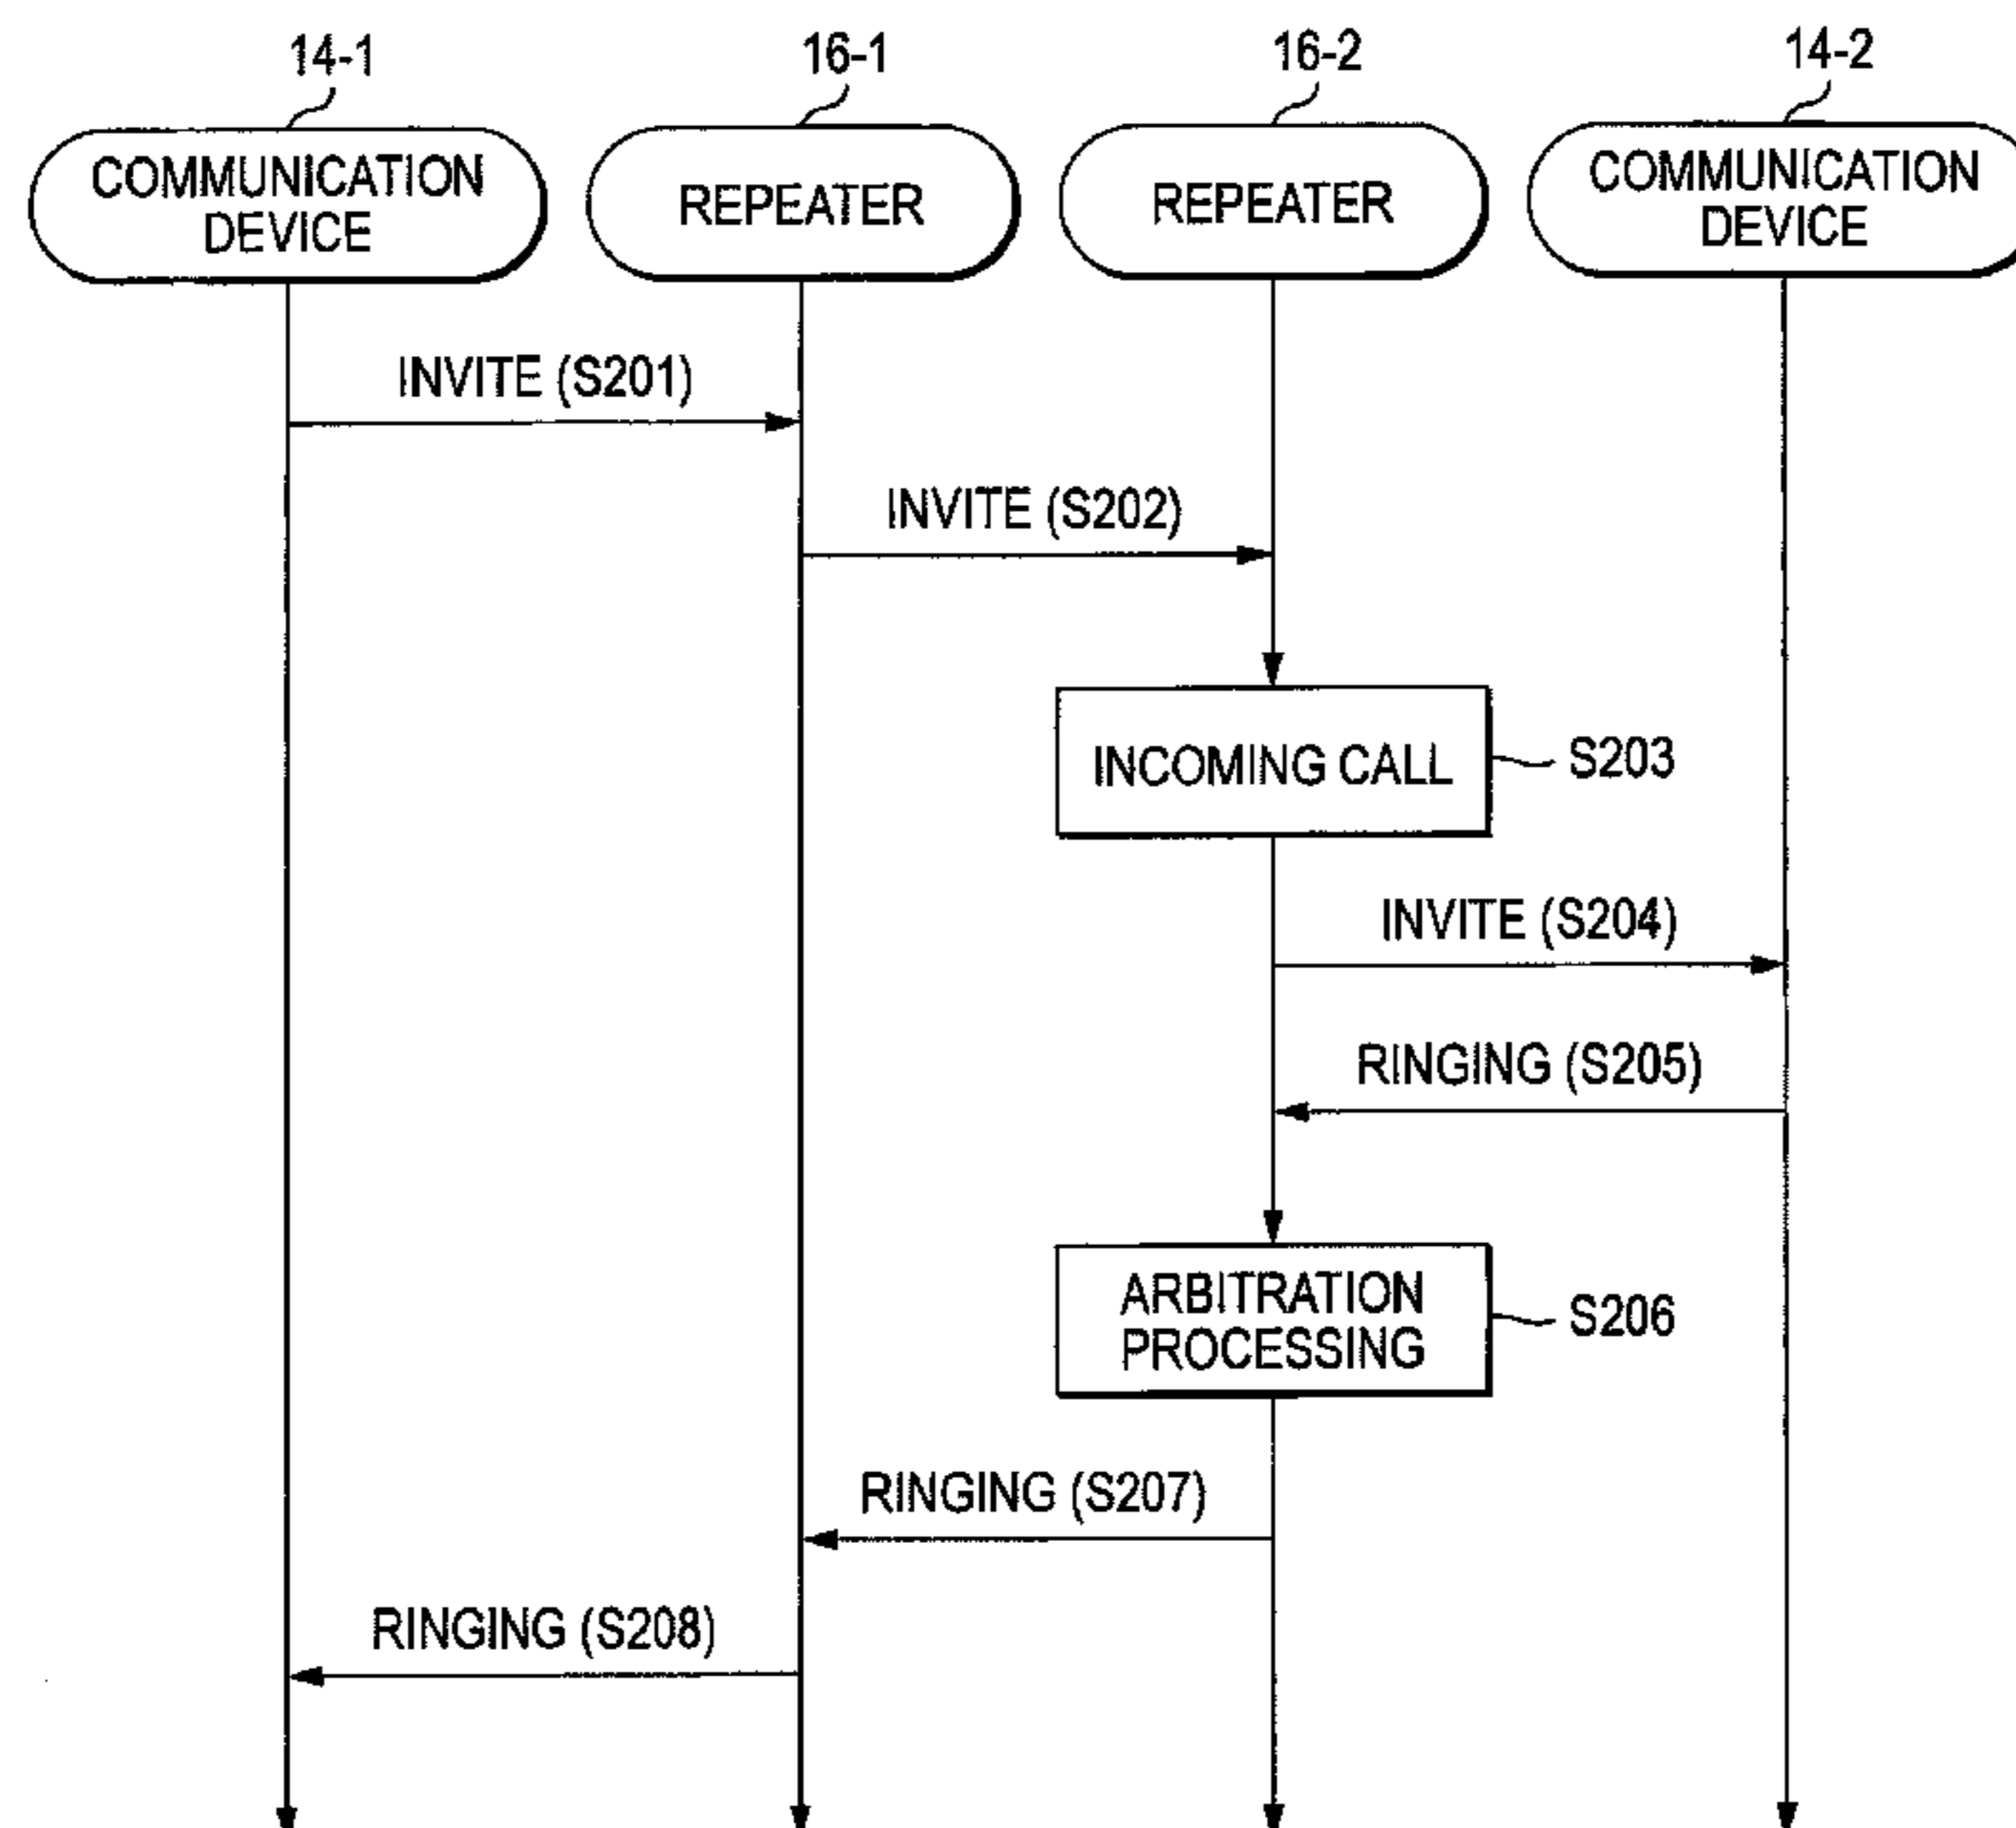 14-1
16-1
16-2
14-2
COMMUNICATION
DEVICE
REPEATER
REPEATER
COMMUNICATION
DEVICE
INVITE (S201)
INVITE (S202)
INCOMING CALL
S203
INVITE (S204)
RINGING (S205)
ARBITRATION
PROCESSING
S206
RINGING (S207)
RINGING (S208)